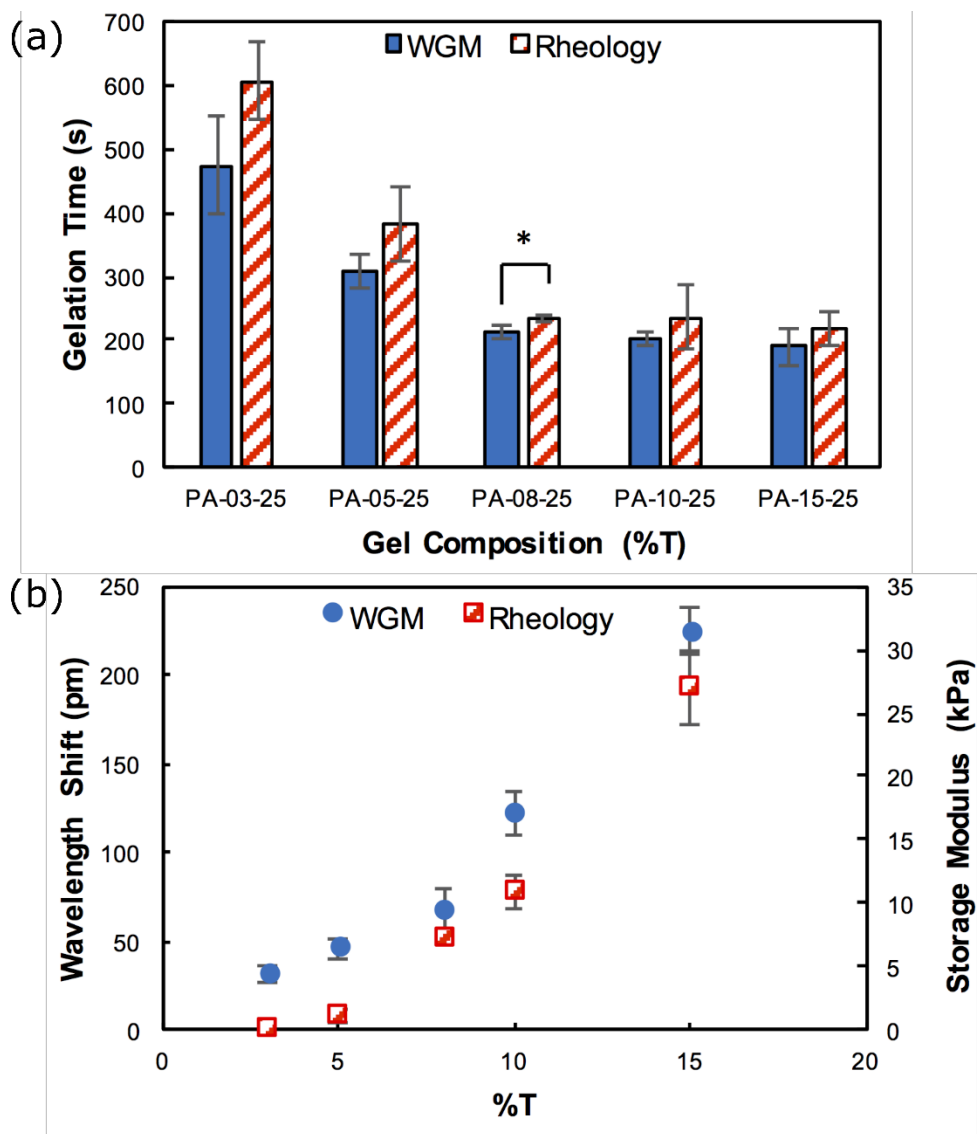 (a)
WGM Rheology
700
600
500
400
300
200
100
0
Gelation Time (s)
*
PA-03-25 PA-05-25 PA-08-25 PA-10-25 PA-15-25
Gel Composition (%T)
(b)
WGM Rheology
250
200
150
100
50
0
Wavelength Shift (pm)
35
30
25
20
15
10
5
0
Storage Modulus (kPa)
0 5 10 15 20
%T